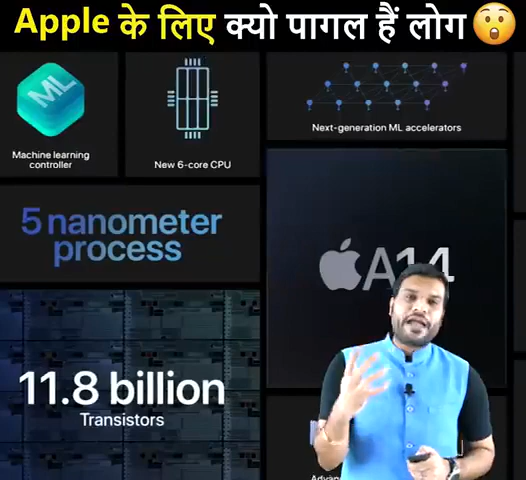 Apple के लिए क्यो पागल हैं लोग
ML
Machine learning
controller
New 6-core CPU
Next-generation ML accelerators
5 nanometer
process
A14
11.8 billion
Transistors